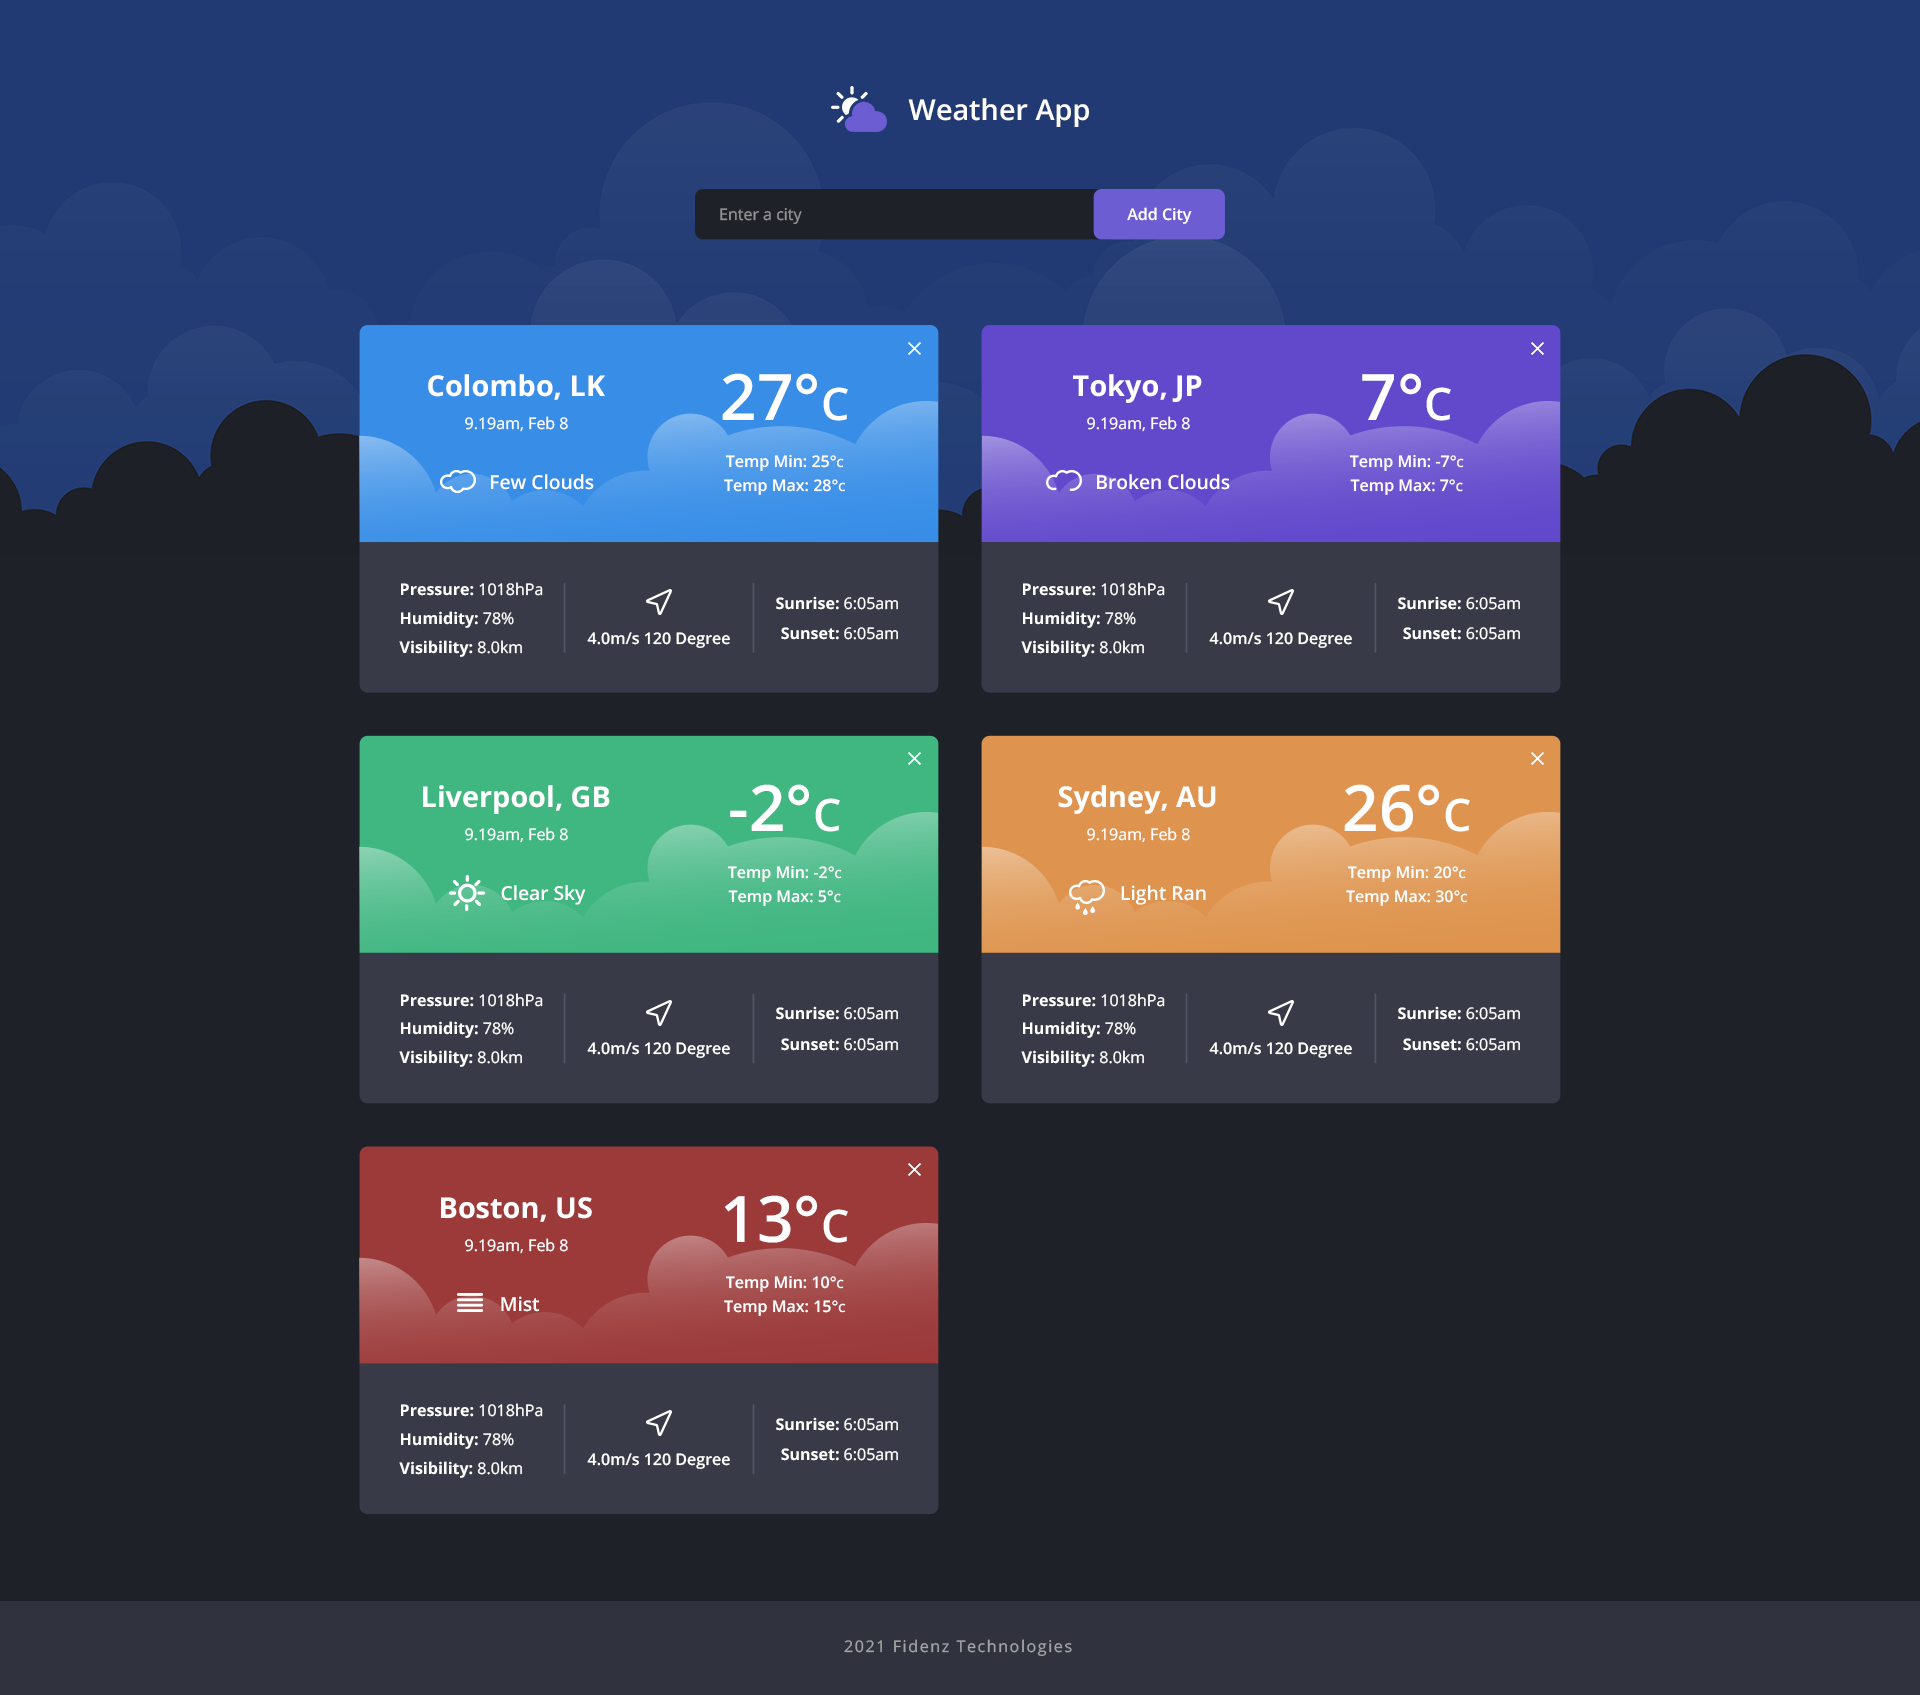 Weather App
Enter a city
Add City
Colombo, LK
9.19am, Feb 8
Few Clouds
27°c
Temp Min: 25°c
Temp Max: 28°c
Pressure: 1018hPa
Humidity: 78%
Visibility: 8.0km
4.0m/s 120 Degree
Sunrise: 6:05am
Sunset: 6:05am
Tokyo, JP
9.19am, Feb 8
Broken Clouds
7°c
Temp Min: -7°c
Temp Max: 7°c
Pressure: 1018hPa
Humidity: 78%
Visibility: 8.0km
4.0m/s 120 Degree
Sunrise: 6:05am
Sunset: 6:05am
Liverpool, GB
9.19am, Feb 8
Clear Sky
-2°c
Temp Min: -2°c
Temp Max: 5°c
Pressure: 1018hPa
Humidity: 78%
Visibility: 8.0km
4.0m/s 120 Degree
Sunrise: 6:05am
Sunset: 6:05am
Sydney, AU
9.19am, Feb 8
Light Ran
26°c
Temp Min: 20°c
Temp Max: 30°c
Pressure: 1018hPa
Humidity: 78%
Visibility: 8.0km
4.0m/s 120 Degree
Sunrise: 6:05am
Sunset: 6:05am
Boston, US
9.19am, Feb 8
Mist
13°c
Temp Min: 10°c
Temp Max: 15°c
Pressure: 1018hPa
Humidity: 78%
Visibility: 8.0km
4.0m/s 120 Degree
Sunrise: 6:05am
Sunset: 6:05am
2021 Fidenz Technologies